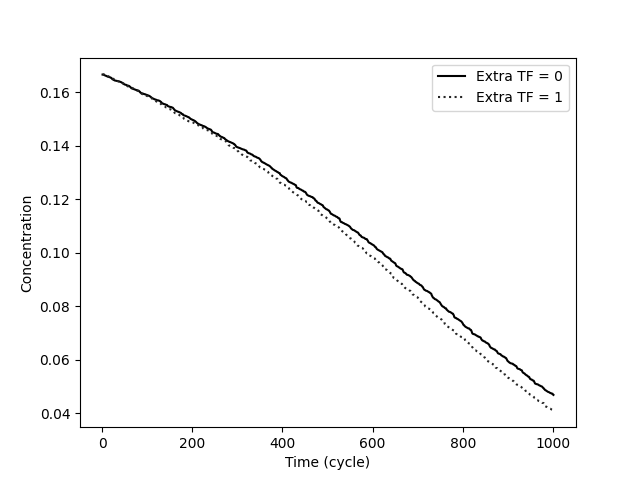 Extra TF = 0
Extra TF = 1
0.16
0.14
0.12
0.10
0.08
0.06
0.04
Concentration
0 200 400 600 800 1000
Time (cycle)